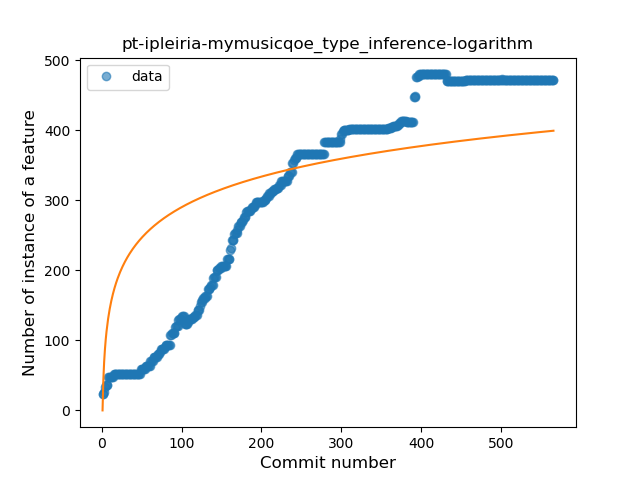 pt-ipleiria-mymusicqoe_type_inference-logarithm
data
Number of instance of a feature
500
400
300
200
100
0
0 100 200 300 400 500
Commit number